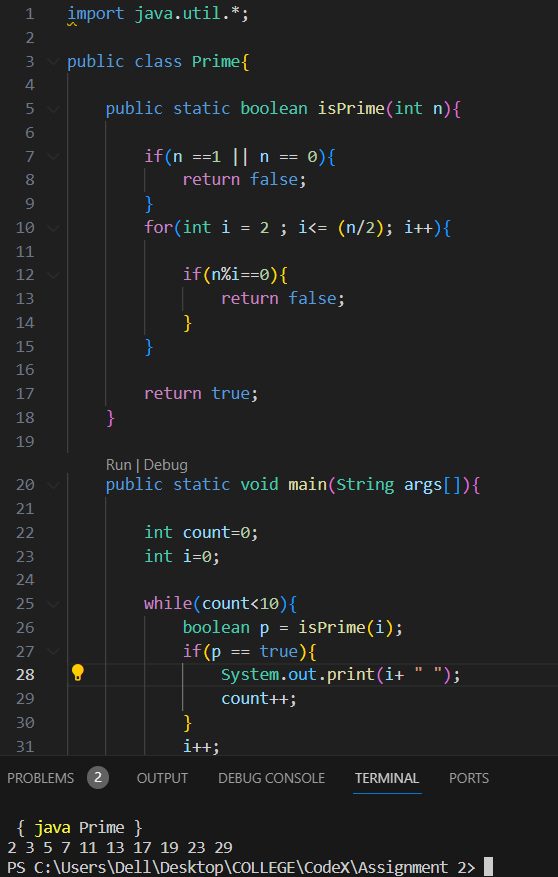 1 import java.util.*;
2
3 public class Prime{
4
5 public static boolean isPrime(int n){
6
7 if(n ==1 || n == 0){
8 return false;
9 }
10 for(int i = 2 ; i<= (n/2); i++){
11
12 if(n%i==0){
13 return false;
14 }
15 }
16
17 return true;
18 }
19
Run | Debug
20 public static void main(String args[]){
21
22 int count=0;
23 int i=0;
24
25 while(count<10){
26 boolean p = isPrime(i);
27 if(p == true){
28 System.out.print(i+ " ");
29 count++;
30 }
31 i++;
PROBLEMS 2 OUTPUT DEBUG CONSOLE TERMINAL PORTS
{ java Prime }
2 3 5 7 11 13 17 19 23 29
PS C:\Users\Dell\Desktop\COLLEGE\CodeX\Assignment 2>